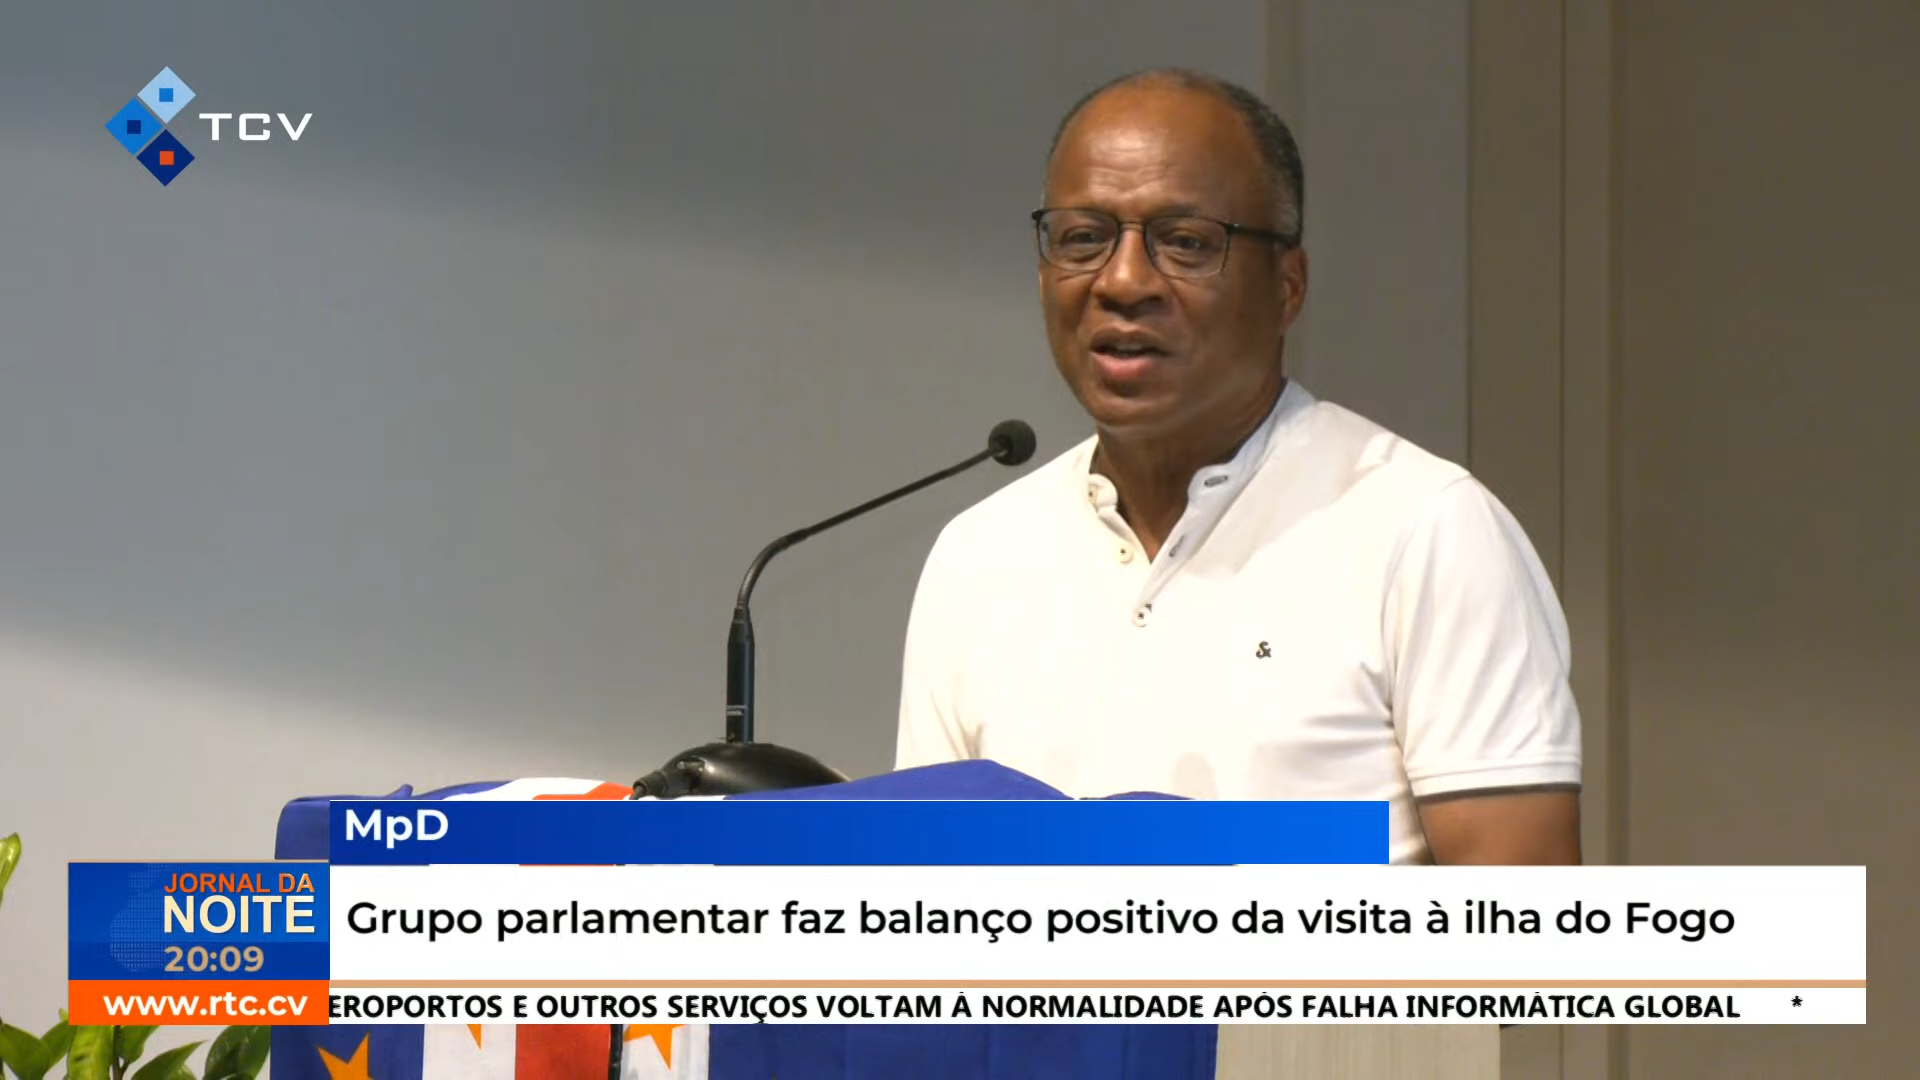 TCV
&
MpD
JORNAL DA
NOITE
20:09
Grupo parlamentar faz balanço positivo da visita à ilha do Fogo
www.rtc.cv
EROPORTOS E OUTROS SERVIÇOS VOLTAM À NORMALIDADE APÓS FALHA INFORMÁTICA GLOBAL *